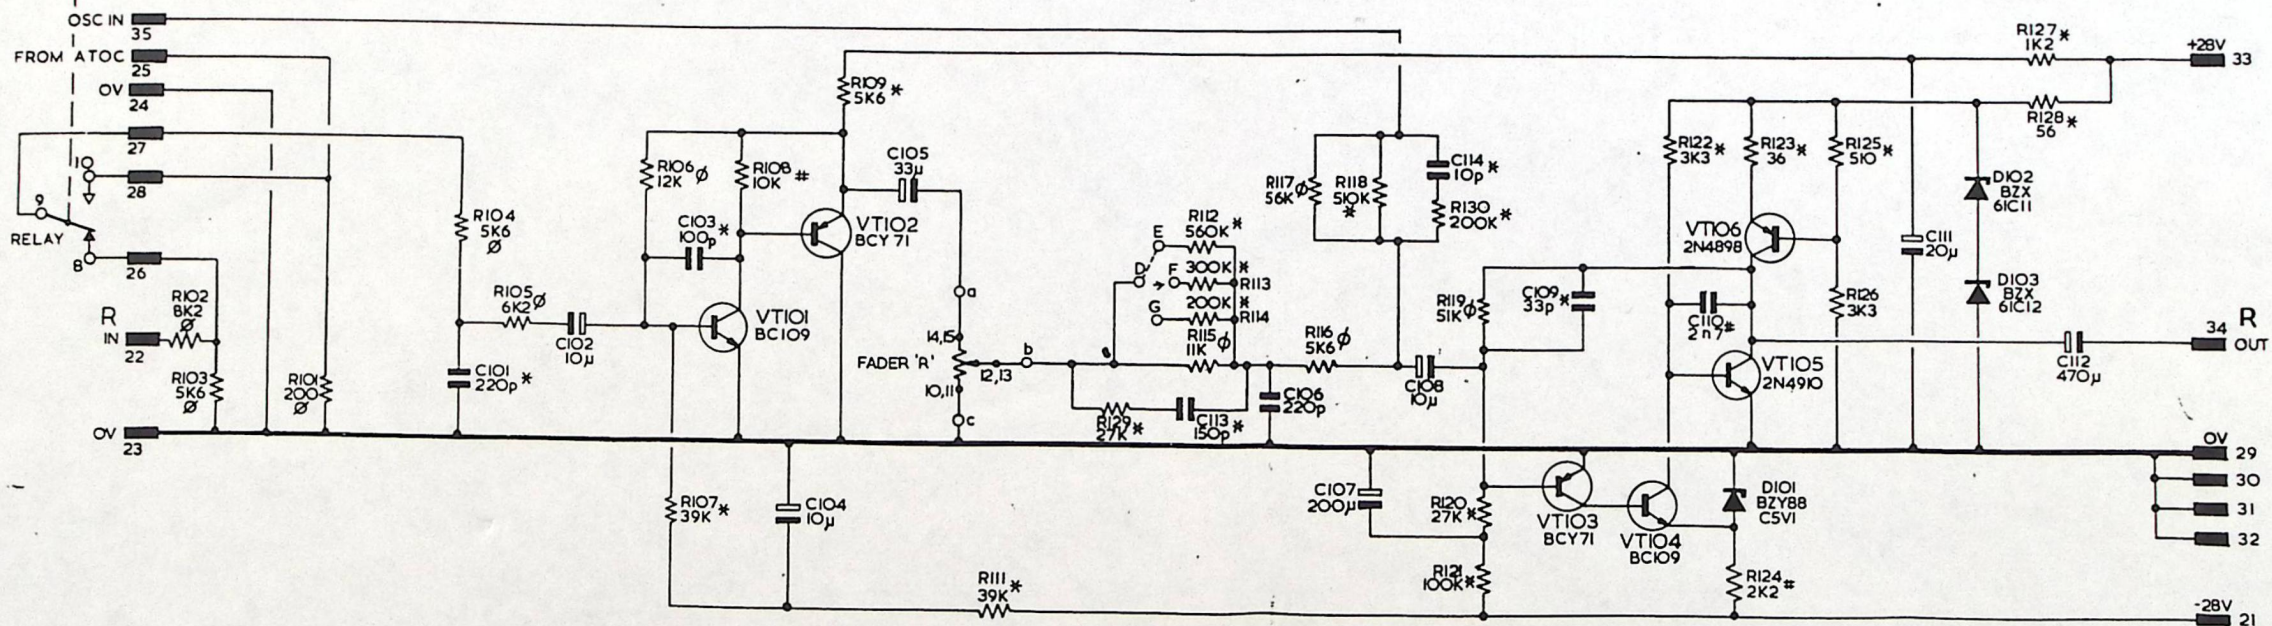 OSC IN
35
FROM ATOC
25
0V
24
27
10
28
9
RELAY
8
26
R102
8K2
Ø
R
IN
22
R103
5K6
Ø
R101
200
Ø
0V
23
R104
5K6
Ø
R105
6K2Ø
C102
10µ
C101
220p*
R106 Ø
12K
R108 #
10K
C103 *
100p
VT101
BC109
VT102
BCY 71
R109 *
5K6
C105
33µ
a
14,15
FADER 'R'
12,13
b
10,11
c
R107 *
39K
C104
10µ
R111 *
39K
E
D
F
G
R112
560K*
300K *
R113
200K *
R114
R115 Ø
11K
R129 *
27K
C113 *
150p
C106
220p
R116 Ø
5K6
R117 Ø
56K
R118
510K
*
C114 *
10p
R130 *
200K
C108
10µ
R119 Ø
51K
C109
33p *
C107
200µ
R120
27K *
R121
100K *
VT103
BCY71
VT104
BC109
D101
BZY88
C5V1
R124 #
2K2
R122
3K3 *
R123
36 *
R125
510 *
VT106
2N4898
C110
2n7 #
R126
3K3
VT105
2N4910
C111
20µ
D102
BZX
61C11
D103
BZX
61C12
R127 *
1K2
R128 *
56
+28V
33
C112
470µ
R
34
OUT
0V
29
30
31
32
-28V
21